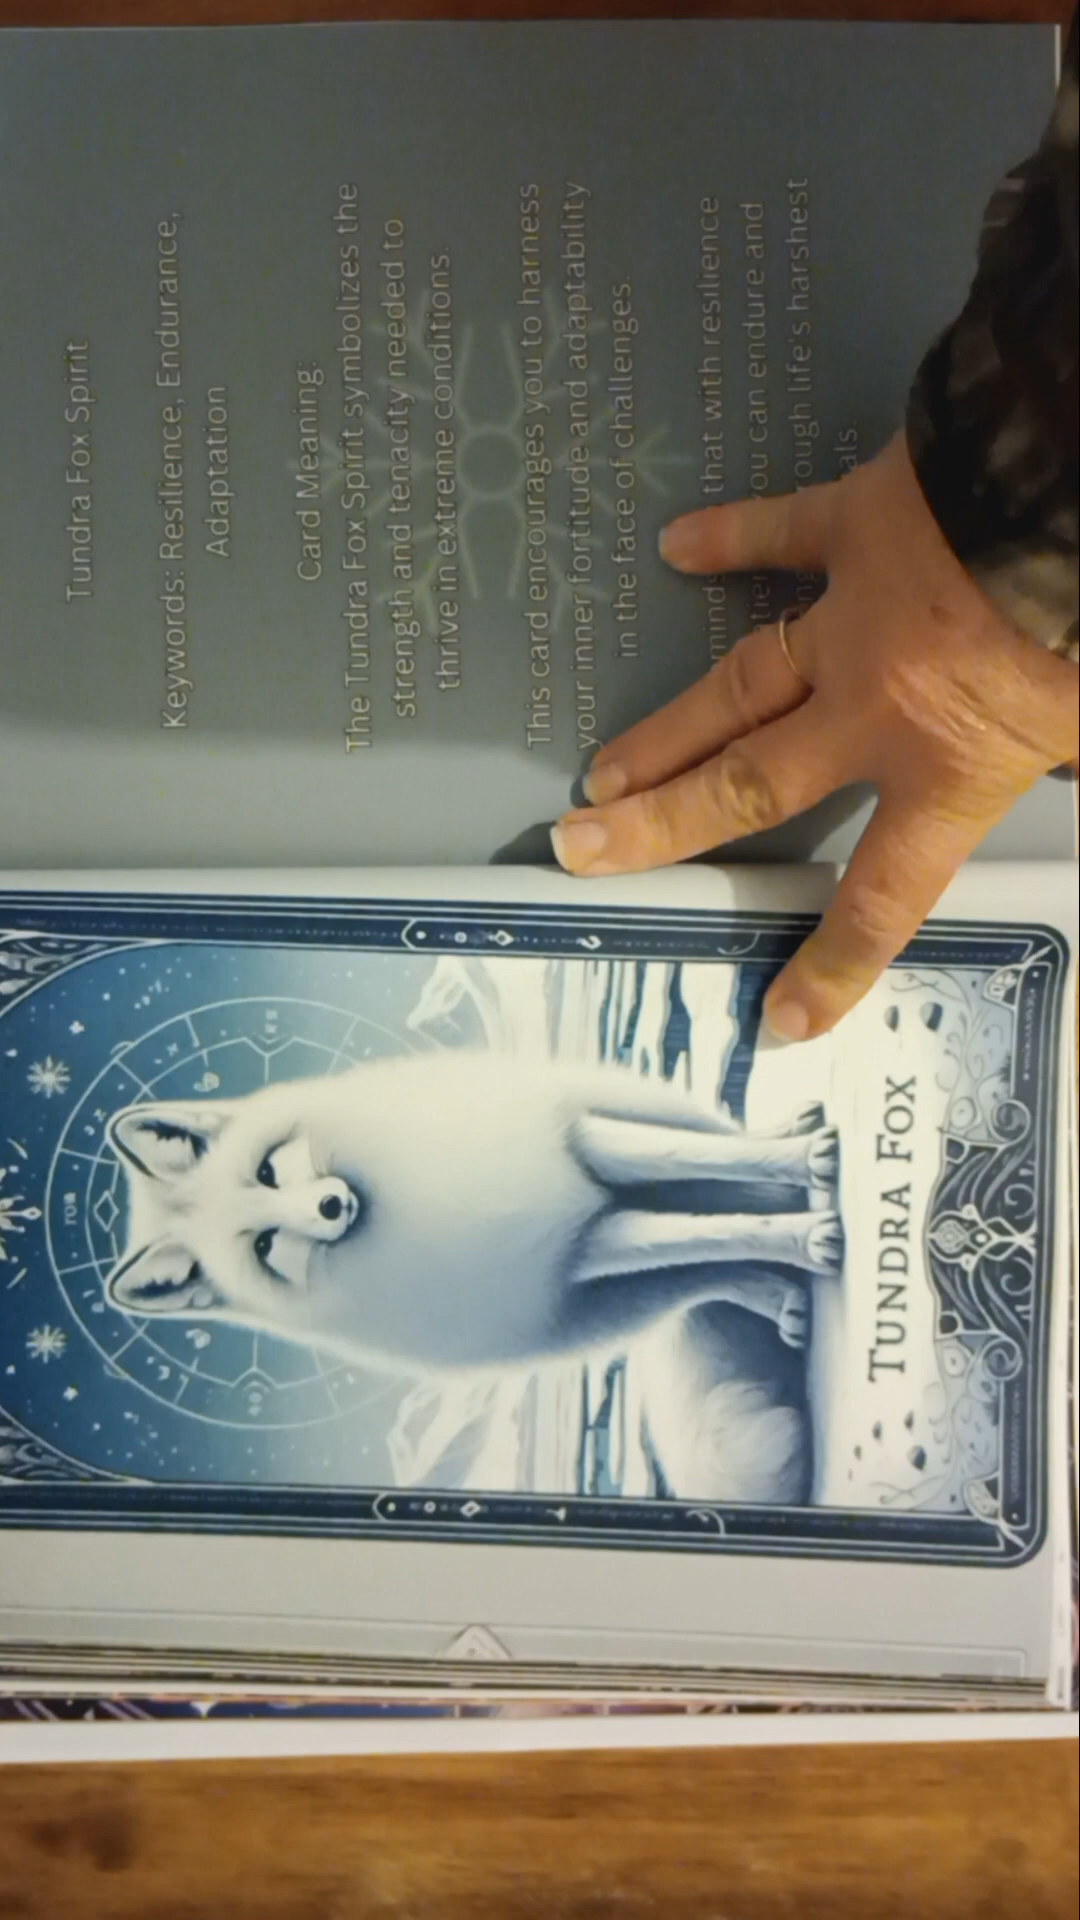 Tundra Fox Spirit
Keywords: Resilience, Endurance,
Adaptation
Card Meaning:
The Tundra Fox Spirit symbolizes the
strength and tenacity needed to
thrive in extreme conditions.
This card encourages you to harness
your inner fortitude and adaptability
in the face of challenges.
that with resilience
you can endure and
life's harshest
TUNDRA FOX